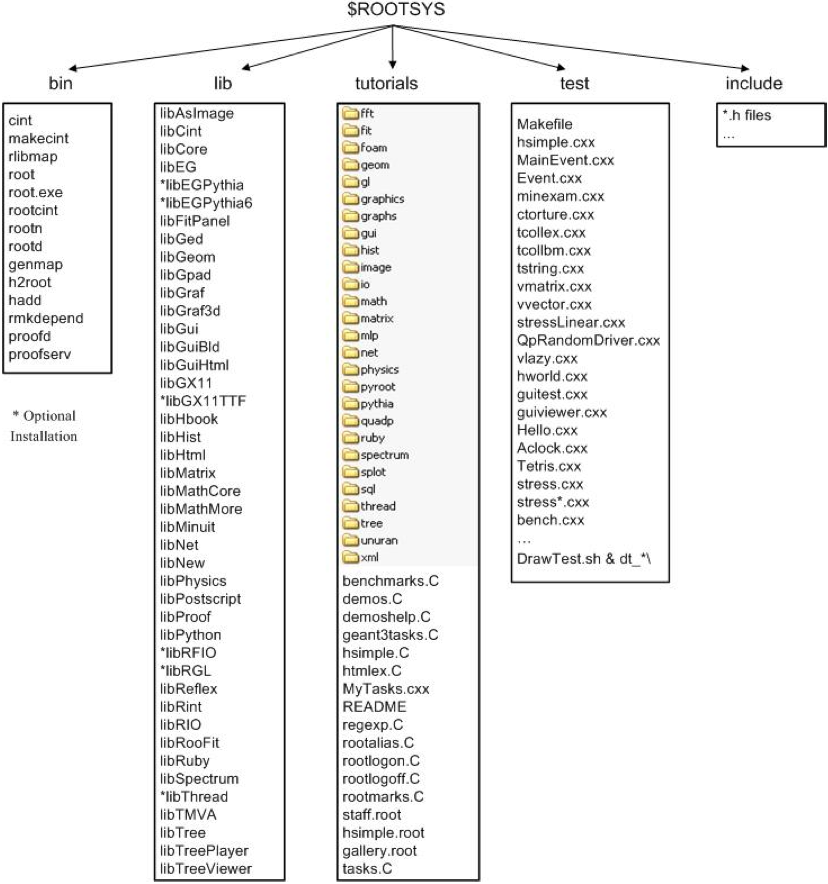 $ROOTSYS
bin
lib
tutorials
test
include
cint
makecint
rlibmap
root
root.exe
rootcint
rootn
rootd
genmap
h2root
hadd
rmkdepend
proofd
proofserv
* Optional
Installation
libAsImage
libCint
libCore
libEG
*libEGPythia
*libEGPythia6
libFitPanel
libGed
libGeom
libGpad
libGraf
libGraf3d
libGui
libGuiBld
libGuiHtml
libGX11
*libGX11TTF
libHbook
libHist
libHtml
libMatrix
libMathCore
libMathMore
libMinuit
libNet
libNew
libPhysics
libPostscript
libProof
libPython
*libRFIO
*libRGL
libReflex
libRint
libRIO
libRooFit
libRuby
libSpectrum
*libThread
libTMVA
libTree
libTreePlayer
libTreeViewer
fft
fit
foam
geom
gl
graphics
graphs
gui
hist
image
io
math
matrix
mlp
net
physics
pyroot
pythia
quadp
ruby
spectrum
splot
sql
thread
tree
unuran
xml
benchmarks.C
demos.C
demoshelp.C
geant3tasks.C
hsimple.C
htmlex.C
MyTasks.cxx
README
regexp.C
rootalias.C
rootlogon.C
rootlogoff.C
rootmarks.C
staff.root
hsimple.root
gallery.root
tasks.C
Makefile
hsimple.cxx
MainEvent.cxx
Event.cxx
minexam.cxx
ctorture.cxx
tcollex.cxx
tcollbm.cxx
tstring.cxx
vmatrix.cxx
vvector.cxx
stressLinear.cxx
QpRandomDriver.cxx
vlazy.cxx
hworld.cxx
guitest.cxx
guiviewer.cxx
Hello.cxx
Aclock.cxx
Tetris.cxx
stress.cxx
stress*.cxx
bench.cxx
...
DrawTest.sh & dt_*\
*.h files
...